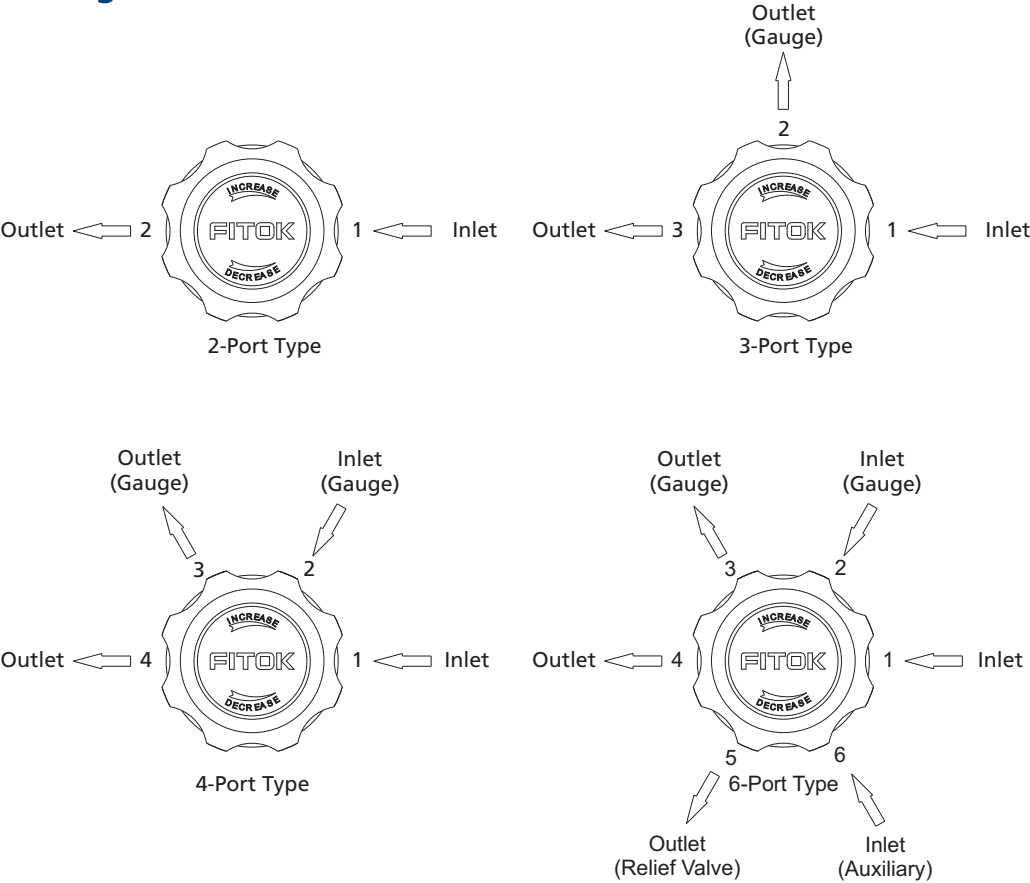 Outlet
(Gauge)
2
INCREASE
INCREASE
Outlet 2 FITOK 1 Inlet
Outlet 3 FITOK 1 Inlet
DECREASE
DECREASE
2-Port Type
3-Port Type
Outlet
(Gauge)
Inlet
(Gauge)
Outlet
(Gauge)
Inlet
(Gauge)
3
2
3
2
INCREASE
INCREASE
Outlet 4 FITOK 1 Inlet
Outlet 4 FITOK 1 Inlet
DECREASE
DECREASE
4-Port Type
5
6
6-Port Type
Outlet
(Relief Valve)
Inlet
(Auxiliary)